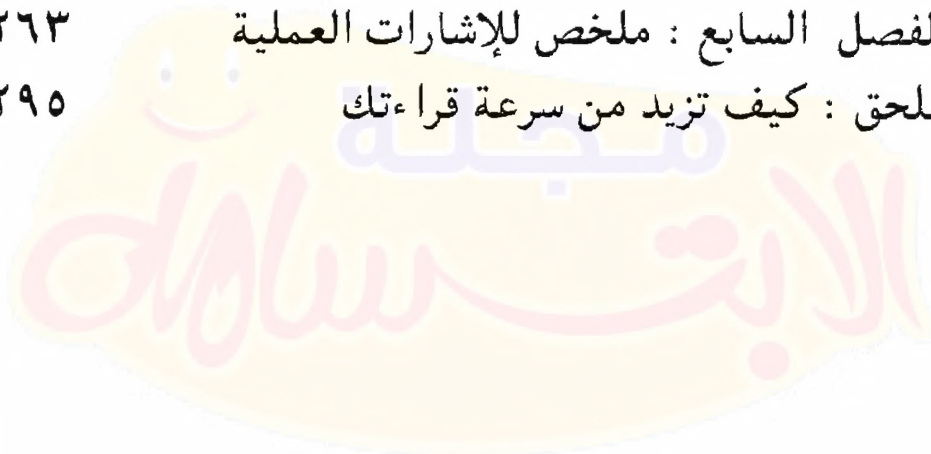 لفصل السابع : ملخص للإشارات العملية ٢٦٣
لحق : كيف تزيد من سرعة قراءتك ٢٩٥
مجلة
الابتسامة